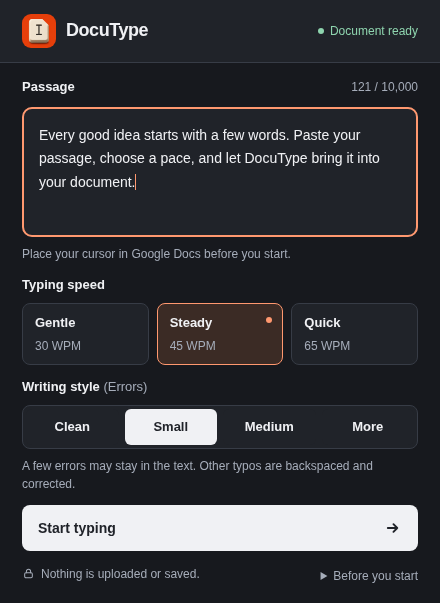 DocuType
Document ready
Passage
121 / 10,000
Every good idea starts with a few words. Paste your
passage, choose a pace, and let DocuType bring it into
your document.
Place your cursor in Google Docs before you start.
Typing speed
Gentle
30 WPM
Steady
45 WPM
Quick
65 WPM
Writing style (Errors)
Clean
Small
Medium
More
A few errors may stay in the text. Other typos are backspaced and
corrected.
Start typing
Nothing is uploaded or saved.
Before you start